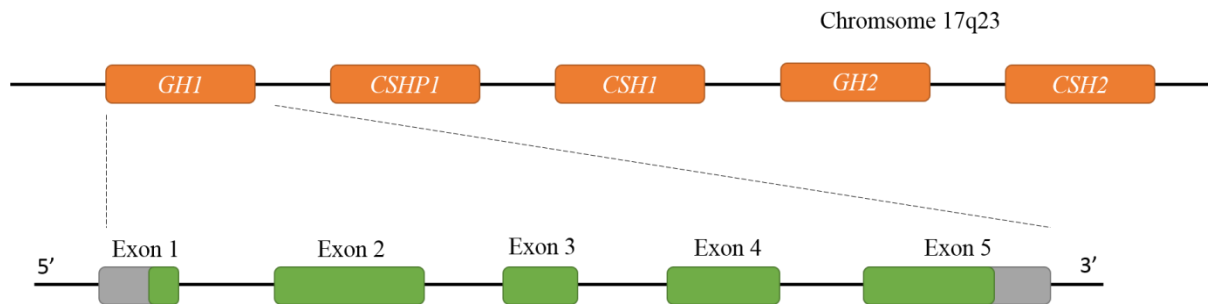 Chromsome 17q23
GH1 CSHP1 CSH1 GH2 CSH2
Exon 1 Exon 2 Exon 3 Exon 4 Exon 5
5’ 3’